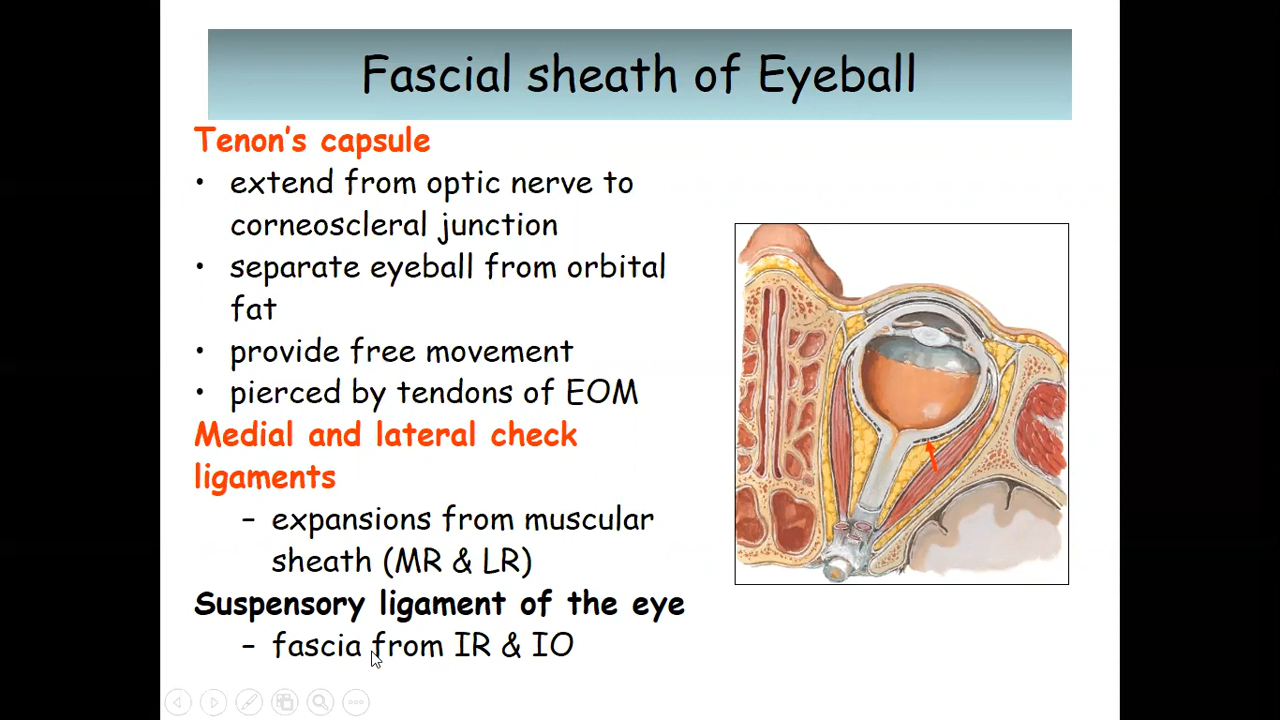 Fascial sheath of Eyeball
Tenon's capsule
• extend from optic nerve to
corneoscleral junction
• separate eyeball from orbital
fat
• provide free movement
• pierced by tendons of EOM
Medial and lateral check
ligaments
– expansions from muscular
sheath (MR & LR)
Suspensory ligament of the eye
– fascia from IR & IO